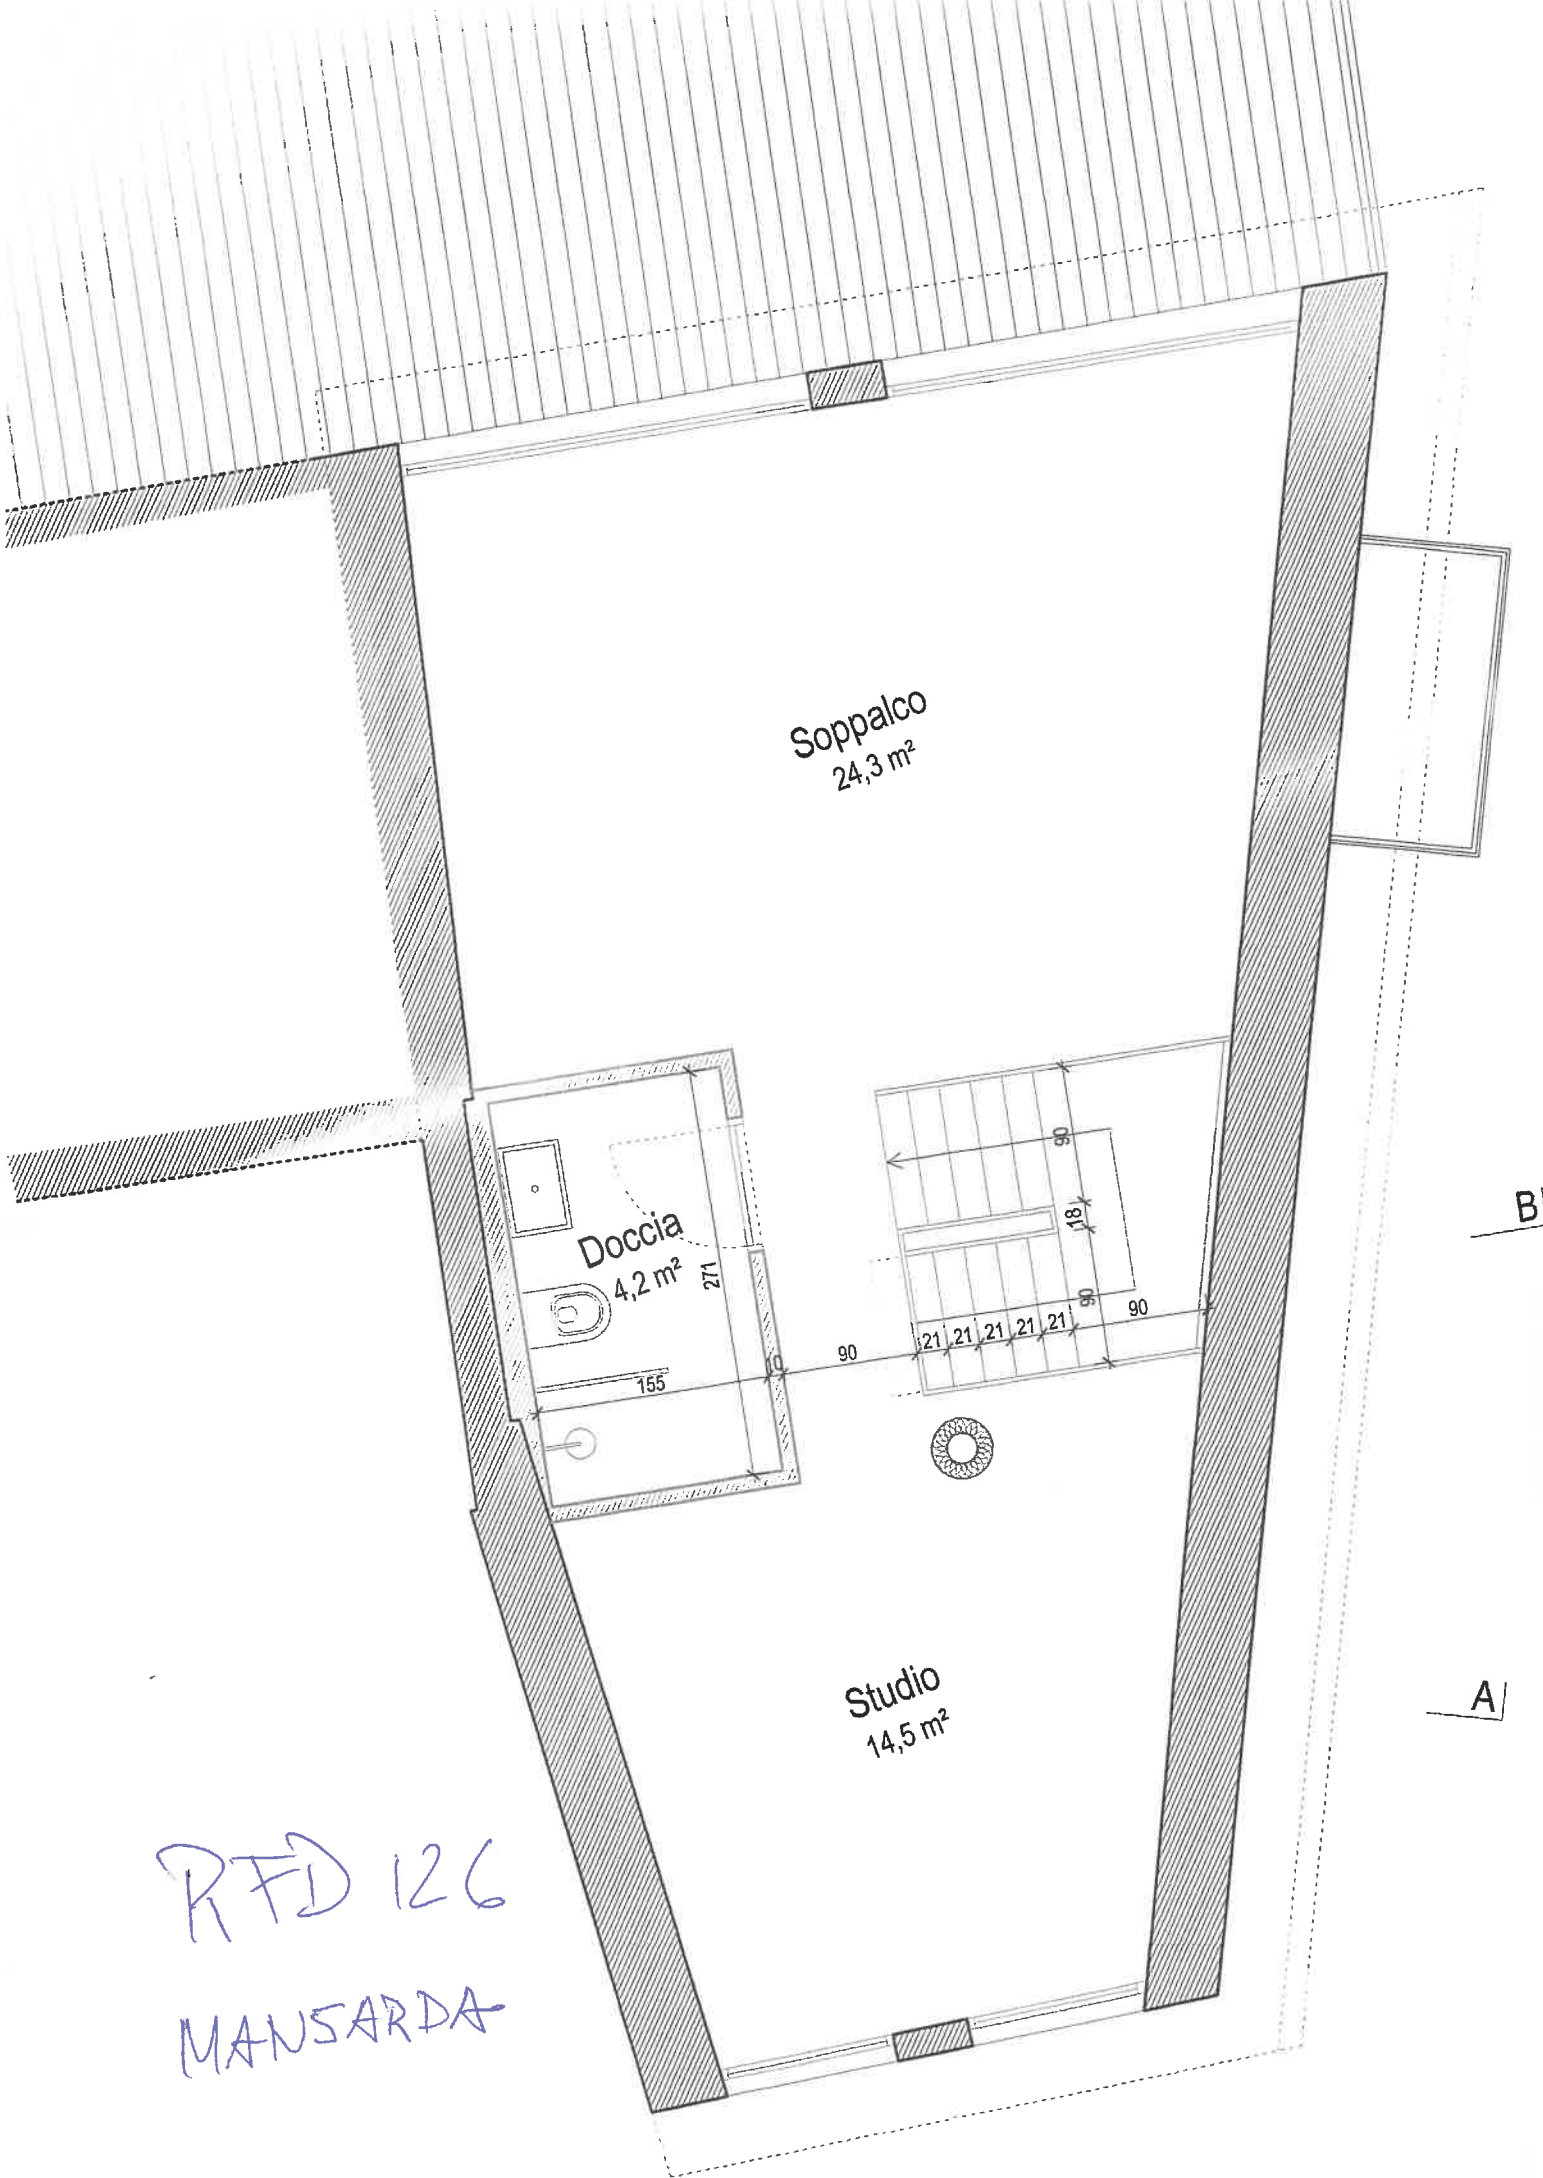 Soppalco
24,3 m²
Doccia
4,2 m²
271
155
10
90
21 21 21 21 21
90
90
18
90
B
Studio
14,5 m²
A
RFD 126
MANSARDA